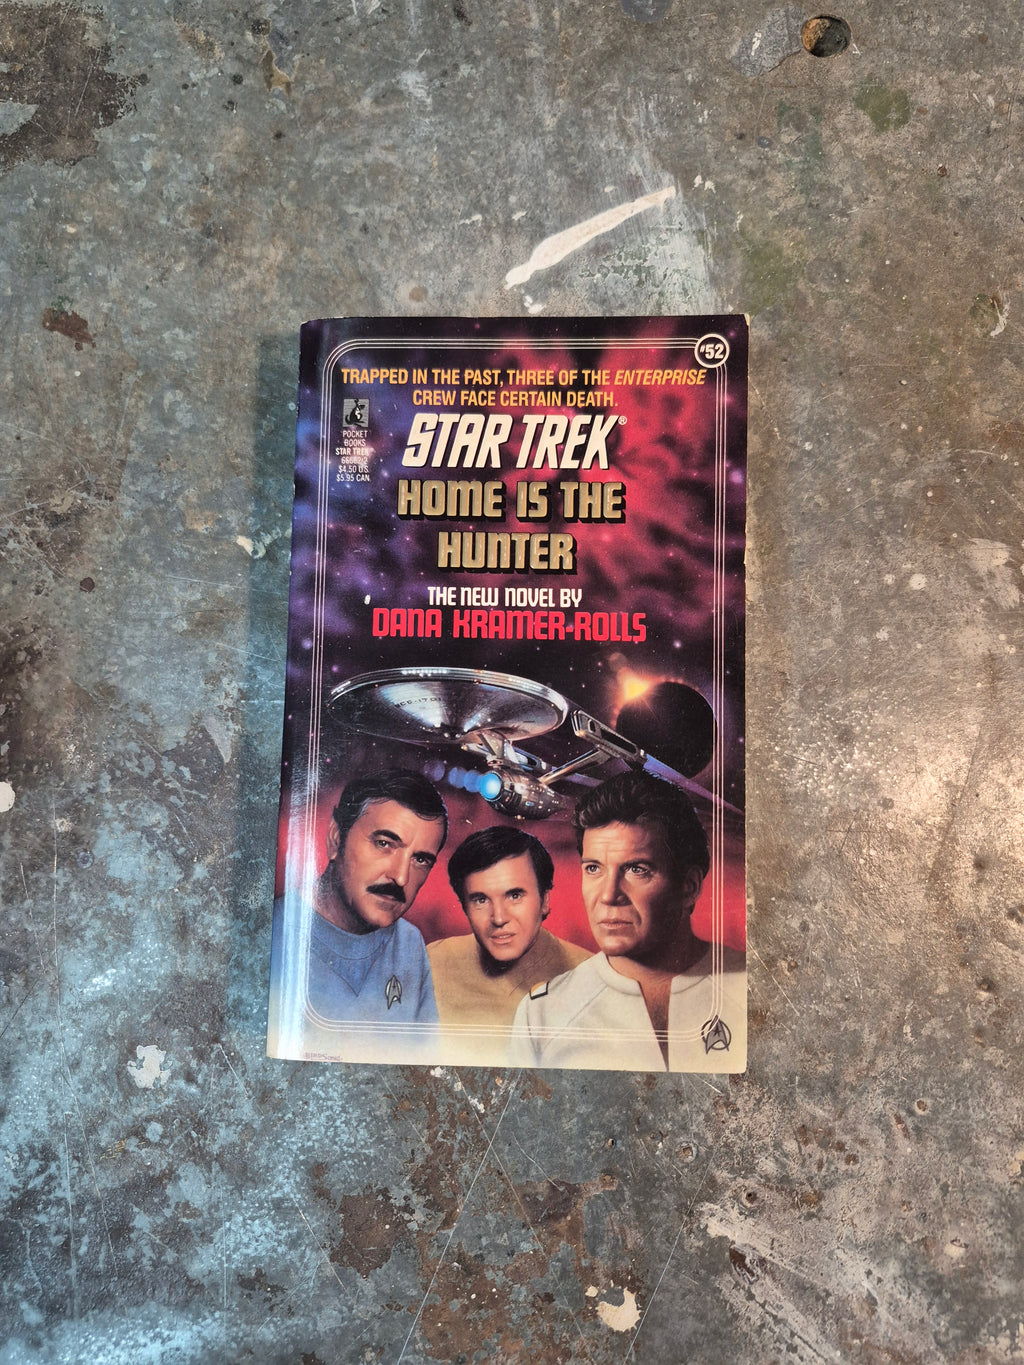 #52
TRAPPED IN THE PAST, THREE OF THE ENTERPRISE
CREW FACE CERTAIN DEATH.
POCKET
BOOKS
STAR TREK®
$4.50 U.S.
$5.95 CAN.
STAR TREK®
HOME IS THE
HUNTER
THE NEW NOVEL BY
DANA KRAMER-ROLLS